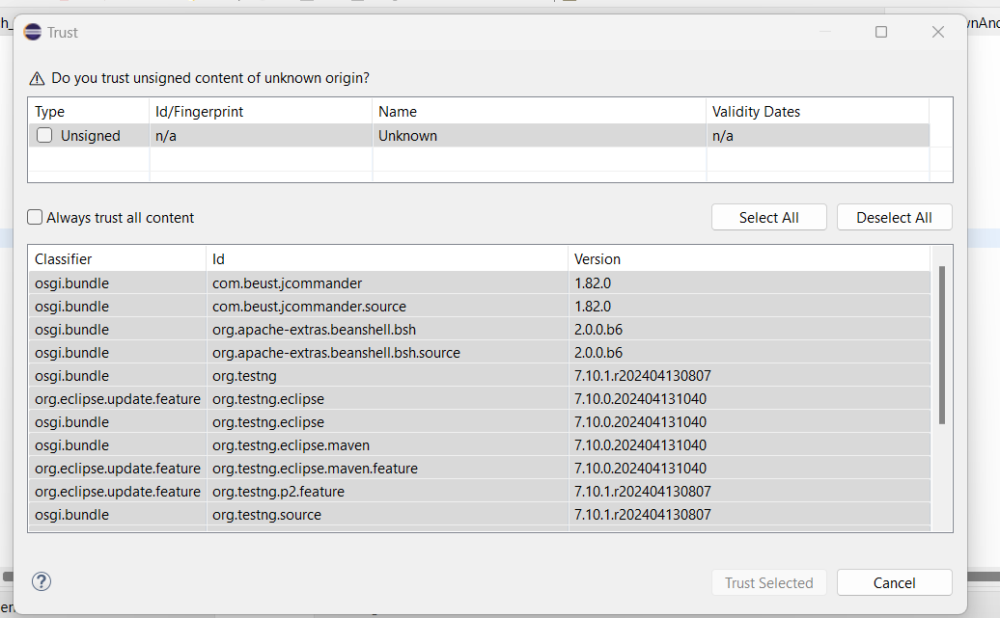 Trust
Do you trust unsigned content of unknown origin?
Type Id/Fingerprint Name Validity Dates
Unsigned n/a Unknown n/a
Always trust all content Select All Deselect All
Classifier Id Version
osgi.bundle com.beust.jcommander 1.82.0
osgi.bundle com.beust.jcommander.source 1.82.0
osgi.bundle org.apache-extras.beanshell.bsh 2.0.0.b6
osgi.bundle org.apache-extras.beanshell.bsh.source 2.0.0.b6
osgi.bundle org.testng 7.10.1.r202404130807
org.eclipse.update.feature org.testng.eclipse 7.10.0.202404131040
osgi.bundle org.testng.eclipse 7.10.0.202404131040
osgi.bundle org.testng.eclipse.maven 7.10.0.202404131040
org.eclipse.update.feature org.testng.eclipse.maven.feature 7.10.0.202404131040
org.eclipse.update.feature org.testng.p2.feature 7.10.1.r202404130807
osgi.bundle org.testng.source 7.10.1.r202404130807
? Trust Selected Cancel